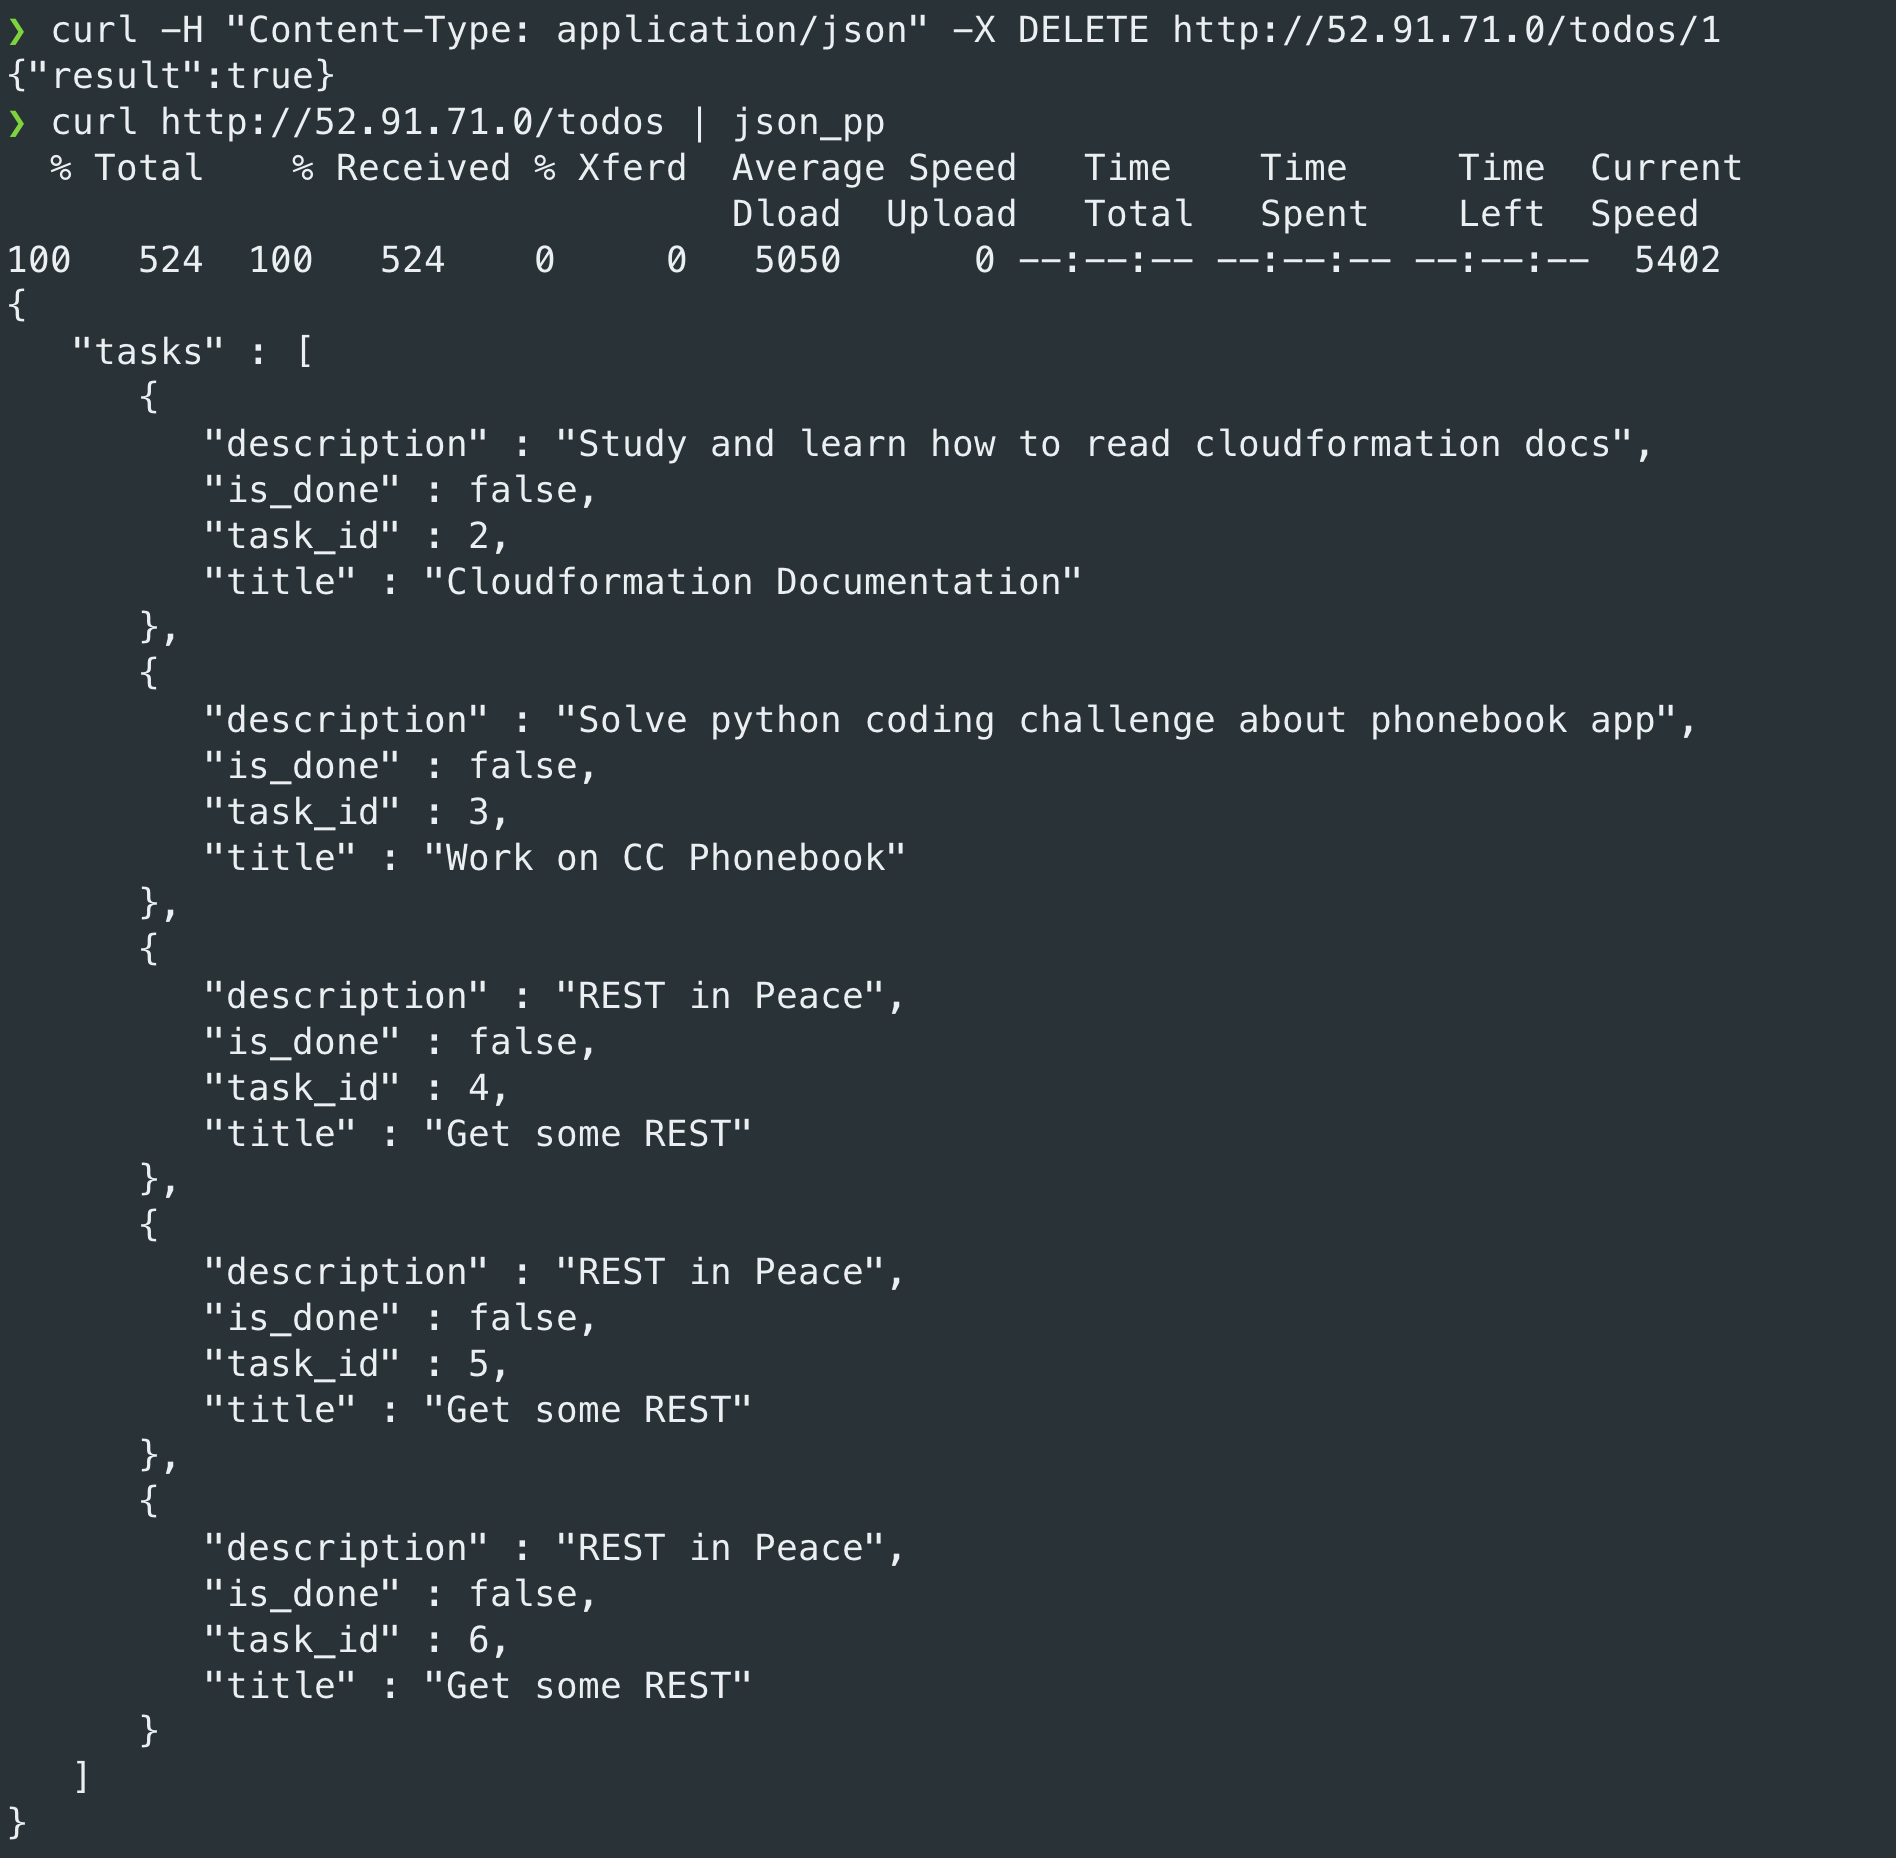 ❯ curl -H "Content-Type: application/json" -X DELETE http://52.91.71.0/todos/1
{"result":true}
❯ curl http://52.91.71.0/todos | json_pp
  % Total    % Received % Xferd  Average Speed   Time    Time     Time  Current
                                 Dload  Upload   Total   Spent    Left  Speed
100   524  100   524    0     0   5050      0 --:--:-- --:--:-- --:--:--  5402
{
   "tasks" : [
      {
         "description" : "Study and learn how to read cloudformation docs",
         "is_done" : false,
         "task_id" : 2,
         "title" : "Cloudformation Documentation"
      },
      {
         "description" : "Solve python coding challenge about phonebook app",
         "is_done" : false,
         "task_id" : 3,
         "title" : "Work on CC Phonebook"
      },
      {
         "description" : "REST in Peace",
         "is_done" : false,
         "task_id" : 4,
         "title" : "Get some REST"
      },
      {
         "description" : "REST in Peace",
         "is_done" : false,
         "task_id" : 5,
         "title" : "Get some REST"
      },
      {
         "description" : "REST in Peace",
         "is_done" : false,
         "task_id" : 6,
         "title" : "Get some REST"
      }
   ]
}